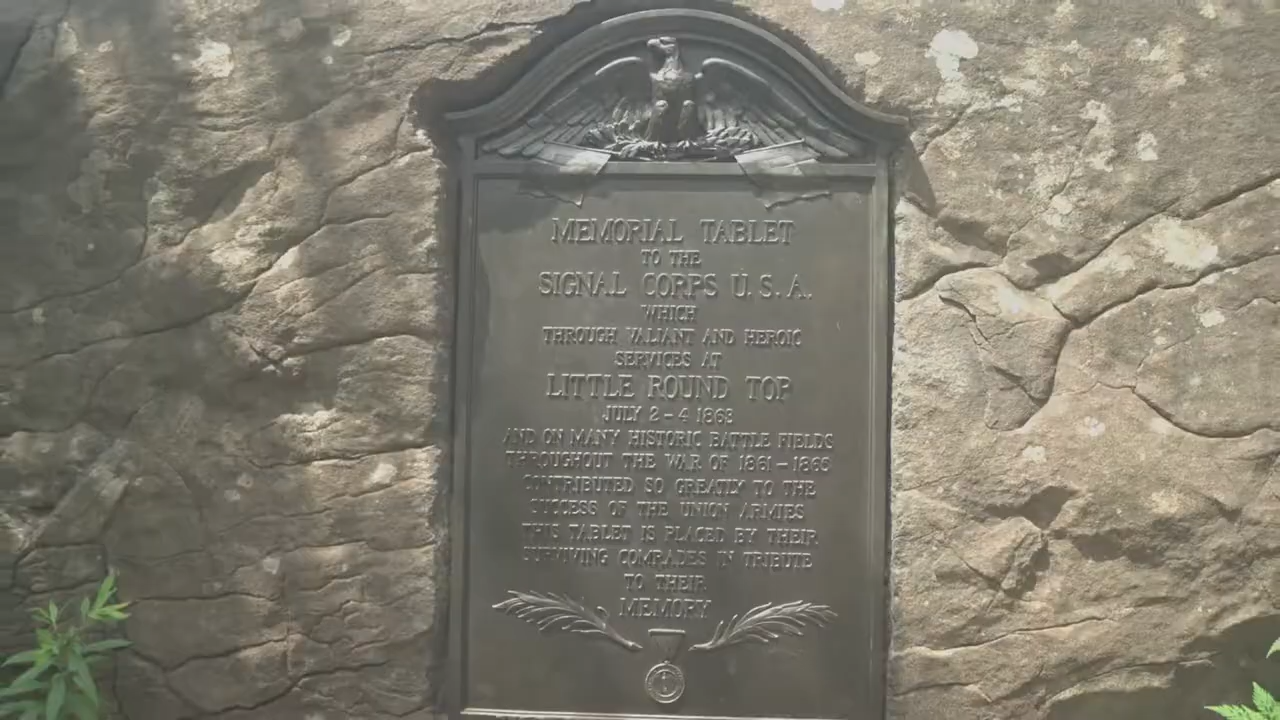 MEMORIAL TABLET
TO THE
SIGNAL CORPS U.S.A.
WHICH
THROUGH VALIANT AND HEROIC
SERVICES AT
LITTLE ROUND TOP
JULY 2-4 1863
AND ON MANY HISTORIC BATTLE FIELDS
THROUGHOUT THE WAR OF 1861-1865
CONTRIBUTED SO GREATLY TO THE
SUCCESS OF THE UNION ARMIES
THIS TABLET IS PLACED BY THEIR
SURVIVING COMRADES IN TRIBUTE
TO THEIR
MEMORY